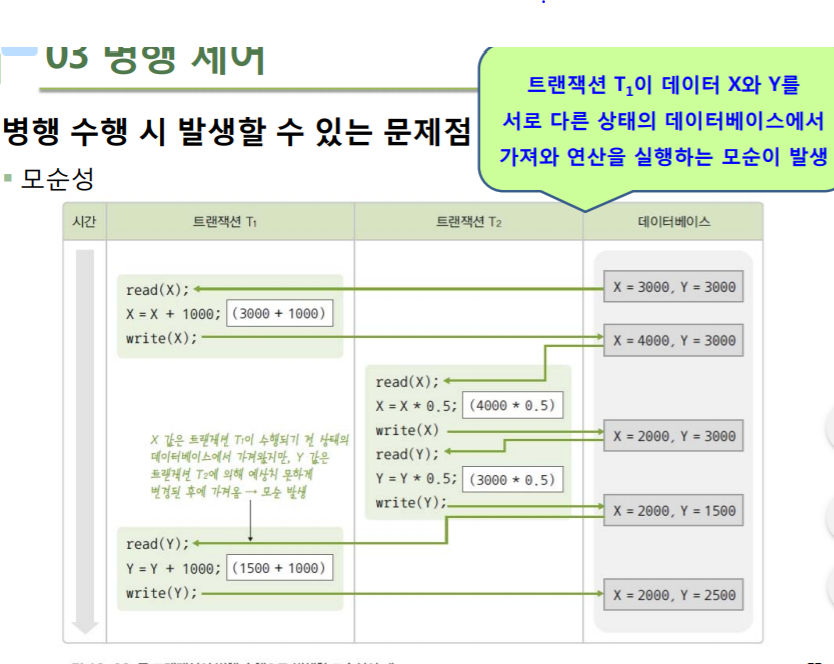 03 병행 제어
트랜잭션 T1이 데이터 X와 Y를
서로 다른 상태의 데이터베이스에서
가져와 연산을 실행하는 모순이 발생
병행 수행 시 발생할 수 있는 문제점
모순성
시간 트랜잭션 T1 트랜잭션 T2 데이터베이스
read(X);
X = X + 1000; (3000 + 1000)
write(X);
X = 3000, Y = 3000
X = 4000, Y = 3000
read(X);
X = X * 0.5; (4000 * 0.5)
write(X)
read(Y);
Y = Y * 0.5; (3000 * 0.5)
write(Y);
X = 2000, Y = 3000
X = 2000, Y = 1500
X 값은 트랜잭션 T1이 수행되기 전 상태의
데이터베이스에서 가져왔지만, Y 값은
트랜잭션 T2에 의해 예상치 못하게
변경된 후에 가져옴 → 모순 발생
read(Y);
Y = Y + 1000; (1500 + 1000)
write(Y);
X = 2000, Y = 2500